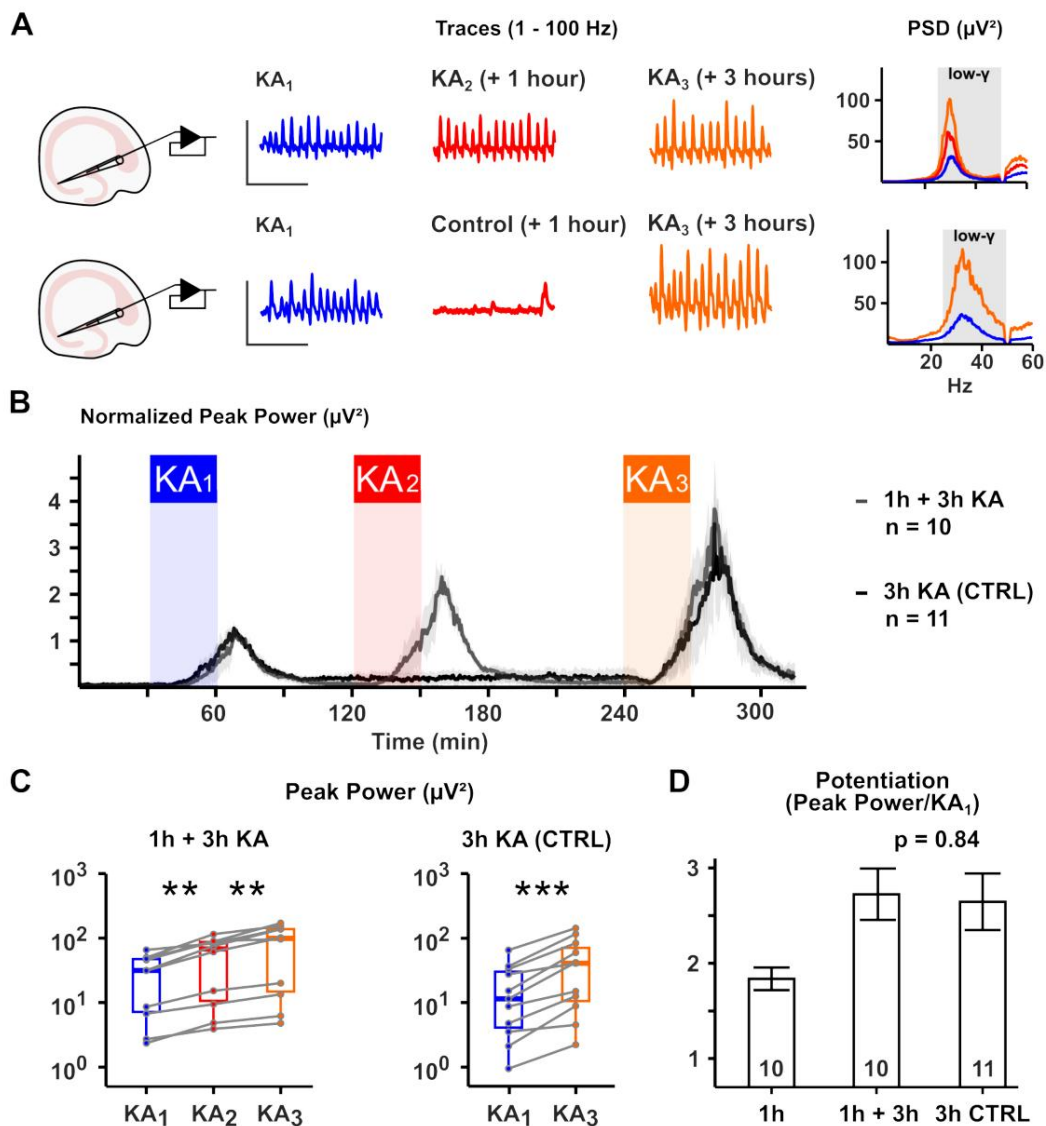 A
Traces (1 - 100 Hz)
PSD (µV²)
KA₁
KA₂ (+ 1 hour)
KA₃ (+ 3 hours)
low-γ
100
50
KA₁
Control (+ 1 hour)
KA₃ (+ 3 hours)
low-γ
100
50
20 40 60
Hz
B
Normalized Peak Power (µV²)
KA₁
KA₂
KA₃
4
3
2
1
60 120 180 240 300
Time (min)
1h + 3h KA
n = 10
3h KA (CTRL)
n = 11
C
Peak Power (µV²)
1h + 3h KA
10³
10²
10¹
10⁰
** **
KA₁ KA₂ KA₃
3h KA (CTRL)
10³
10²
10¹
10⁰
***
KA₁ KA₃
D
Potentiation
(Peak Power/KA₁)
p = 0.84
3
2
1
10 10 11
1h 1h + 3h 3h CTRL